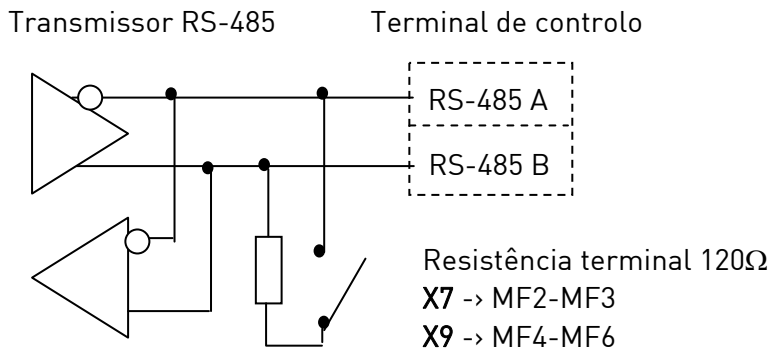 Transmissor RS-485
Terminal de controlo
RS-485 A
RS-485 B
Resistência terminal 120Ω
X7 -> MF2-MF3
X9 -> MF4-MF6